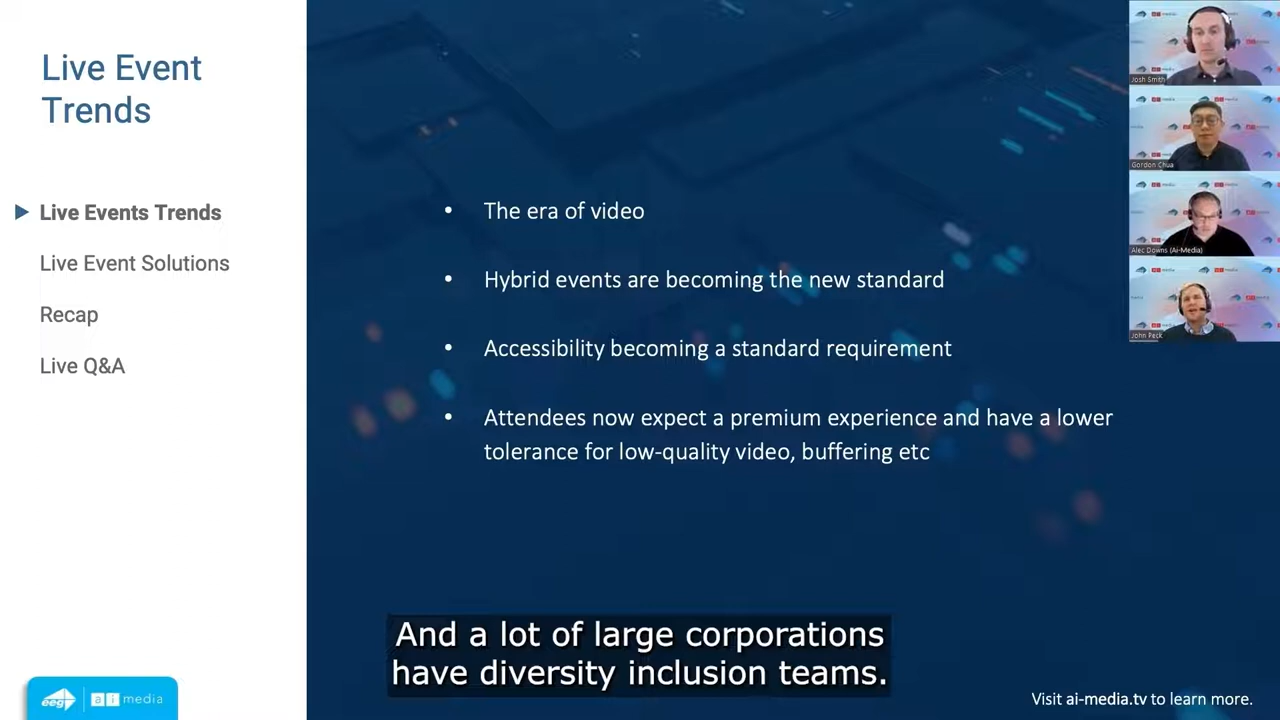 Live Event
Trends
Live Events Trends
Live Event Solutions
Recap
Live Q&A
• The era of video
• Hybrid events are becoming the new standard
• Accessibility becoming a standard requirement
• Attendees now expect a premium experience and have a lower
tolerance for low-quality video, buffering etc
Josh Smith
Gordon Chua
Alec Downs (Ai-Media)
John Peck
And a lot of large corporations
have diversity inclusion teams.
eeg ai media
Visit ai-media.tv to learn more.